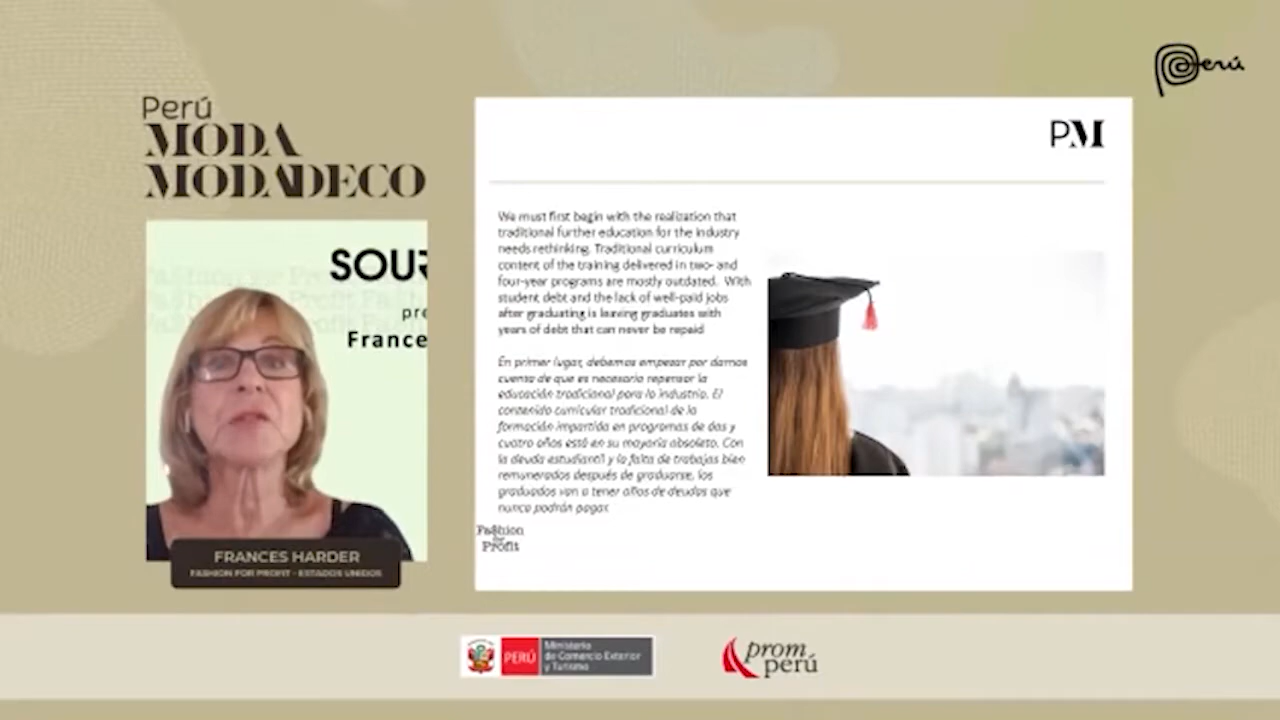 Perú
Perú
MODA
MODADECO
PM
SOUR
pre
France
We must first begin with the realization that
traditional further education for the industry
needs rethinking. Traditional curriculum
content of the training delivered in two- and
four-year programs are mostly outdated. With
student debt and the lack of well-paid jobs
after graduating is leaving graduates with
years of debt that can never be repaid
En primer lugar, debemos empezar por darnos
cuenta de que es necesario repensar la
educación tradicional para la industria. El
contenido curricular tradicional de la
formación impartida en programas de dos y
cuatro años está en su mayoría obsoleto. Con
la deuda estudiantil y la falta de trabajos bien
remunerados después de graduarse, los
graduados van a tener años de deudas que
nunca podrán pagar.
Fashion
for
Profit
FRANCES HARDER
FASHION FOR PROFIT - ESTADOS UNIDOS
PERÚ
Ministerio
de Comercio Exterior
y Turismo
prom
perú